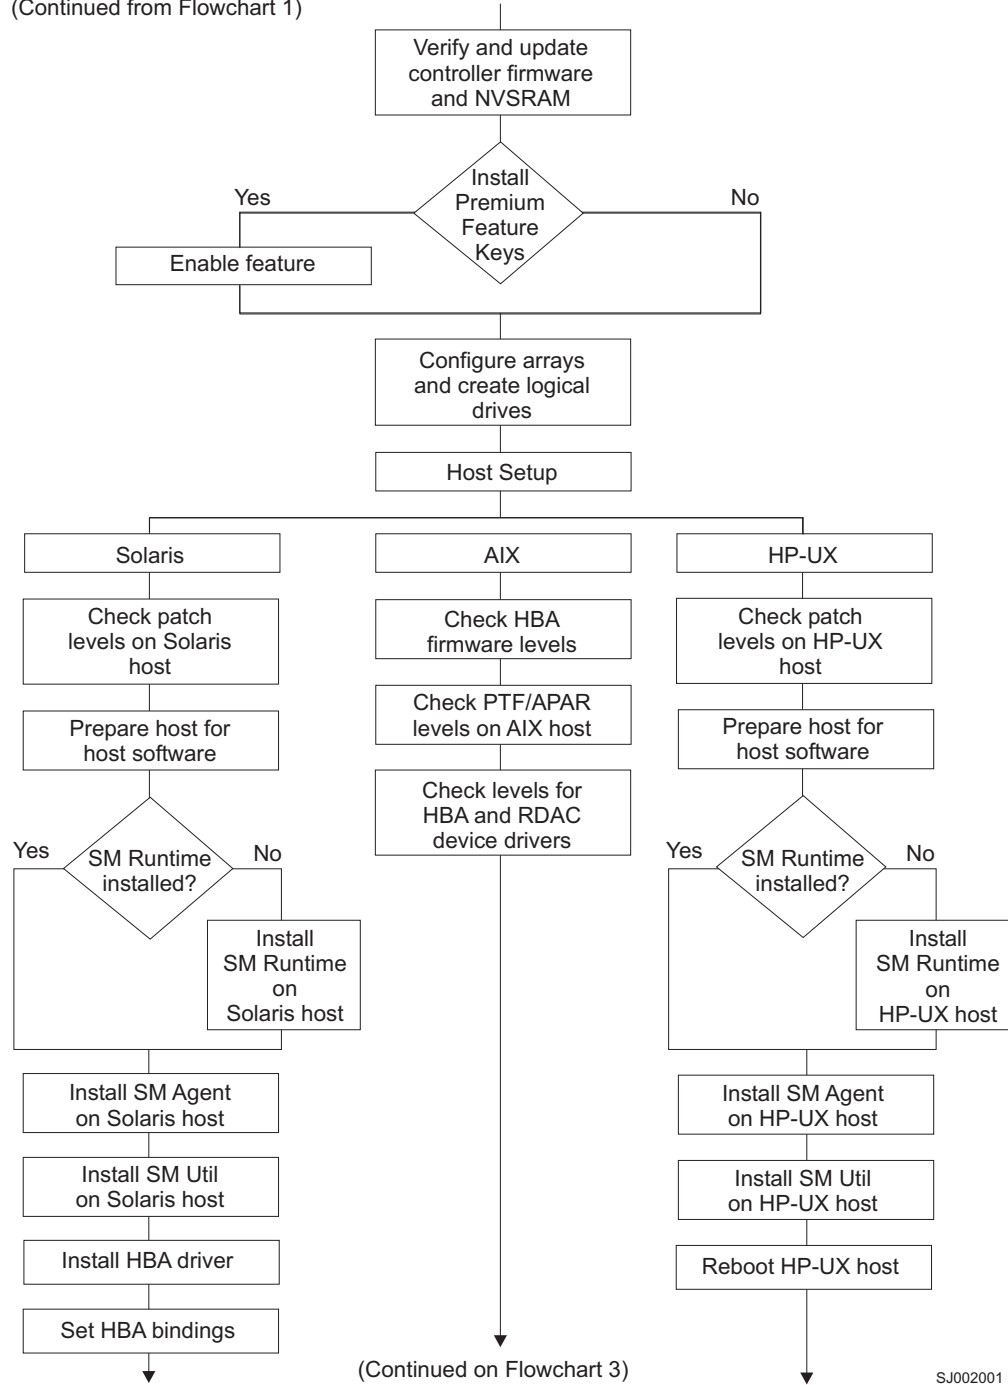 (Continued from Flowchart 1)
Verify and update
controller firmware
and NVSRAM
Install
Premium
Feature
Keys
Yes
No
Enable feature
Configure arrays
and create logical
drives
Host Setup
Solaris
AIX
HP-UX
Check patch
levels on Solaris
host
Check HBA
firmware levels
Check patch
levels on HP-UX
host
Prepare host for
host software
Check PTF/APAR
levels on AIX host
Prepare host for
host software
Check levels for
HBA and RDAC
device drivers
Yes
SM Runtime
installed?
No
Yes
SM Runtime
installed?
No
Install
SM Runtime
on
Solaris host
Install
SM Runtime
on
HP-UX host
Install SM Agent
on Solaris host
Install SM Agent
on HP-UX host
Install SM Util
on Solaris host
Install SM Util
on HP-UX host
Install HBA driver
Reboot HP-UX host
Set HBA bindings
(Continued on Flowchart 3)
SJ002001